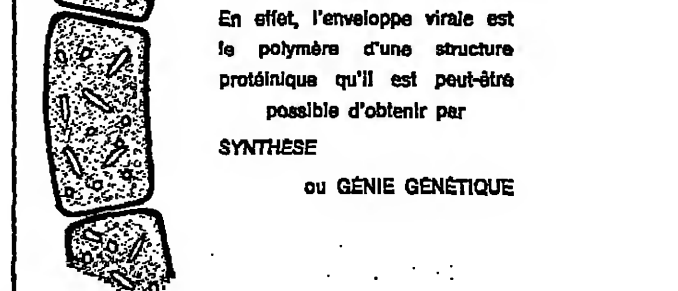 En effet, l'enveloppe virale est
le polymère d'une structure
protéinique qu'il est peut-être
possible d'obtenir par
SYNTHÈSE
ou GÉNIE GÉNÉTIQUE